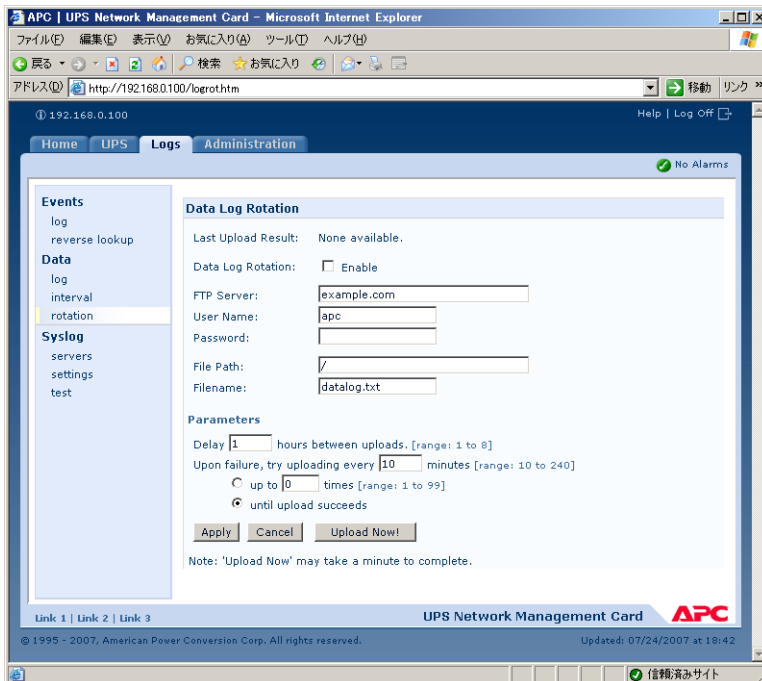 APC | UPS Network Management Card - Microsoft Internet Explorer
ファイル(F) 編集(E) 表示(V) お気に入り(A) ツール(T) ヘルプ(H)
戻る 検索 お気に入り
アドレス(D) http://192.168.0.100/logrot.htm 移動 リンク »
192.168.0.100 Help | Log Off
Home UPS Logs Administration
No Alarms
Events
log
reverse lookup
Data
log
interval
rotation
Syslog
servers
settings
test
Data Log Rotation
Last Upload Result: None available.
Data Log Rotation: Enable
FTP Server: example.com
User Name: apc
Password:
File Path: /
Filename: datalog.txt
Parameters
Delay 1 hours between uploads. [range: 1 to 8]
Upon failure, try uploading every 10 minutes [range: 10 to 240]
up to 0 times [range: 1 to 99]
until upload succeeds
Apply Cancel Upload Now!
Note: 'Upload Now' may take a minute to complete.
Link 1 | Link 2 | Link 3 UPS Network Management Card APC
© 1995 - 2007, American Power Conversion Corp. All rights reserved. Updated: 07/24/2007 at 18:42
信頼済みサイト